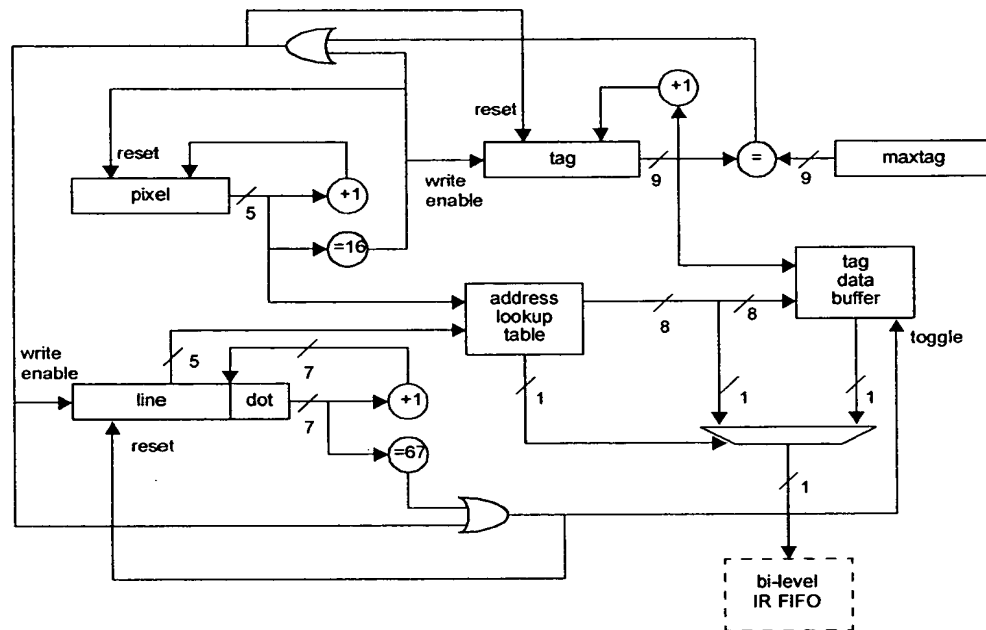 +1
reset
reset
tag
=
maxtag
9
9
write
enable
pixel
5
+1
=16
tag
data
buffer
address
lookup
table
8
8
toggle
write
enable
5
7
1
1
1
line
dot
7
+1
reset
=67
1
bi-level
IR FIFO